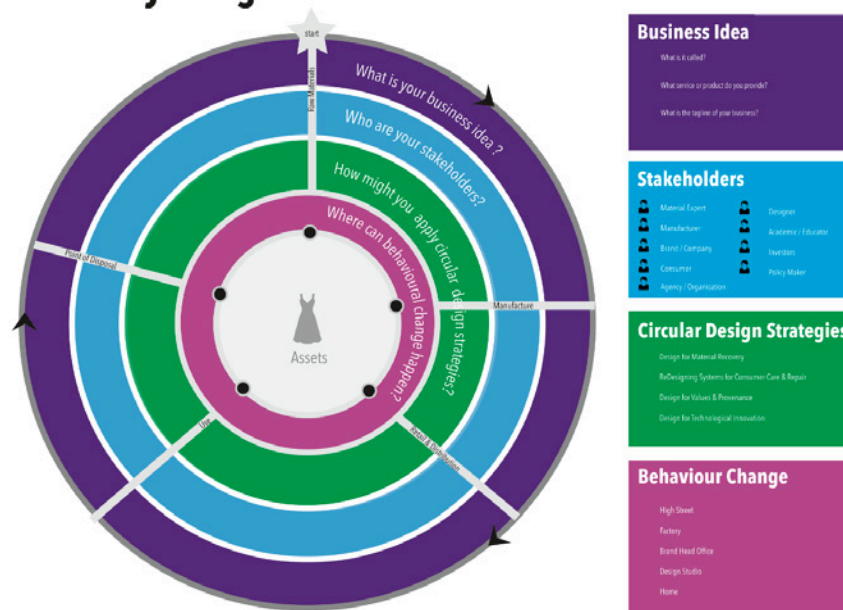 start
Raw Materials
What is your business idea ?
Who are your stakeholders?
How might you apply circular design strategies?
Where can behavioural change happen?
Point of Disposal
Manufacture
Assets
Use
Retail & Distribution
Business Idea
What is it called?
What service or product do you provide?
What is the tagline of your business?
Stakeholders
Material Expert
Manufacturer
Brand / Company
Consumer
Agency / Organisation
Designer
Academic / Educator
Investors
Policy Maker
Circular Design Strategies
Design for Material Recovery
ReDesigning Systems for Consumer Care & Repair
Design for Values & Provenance
Design for Technological Innovation
Behaviour Change
High Street
Factory
Brand Head Office
Design Studio
Home